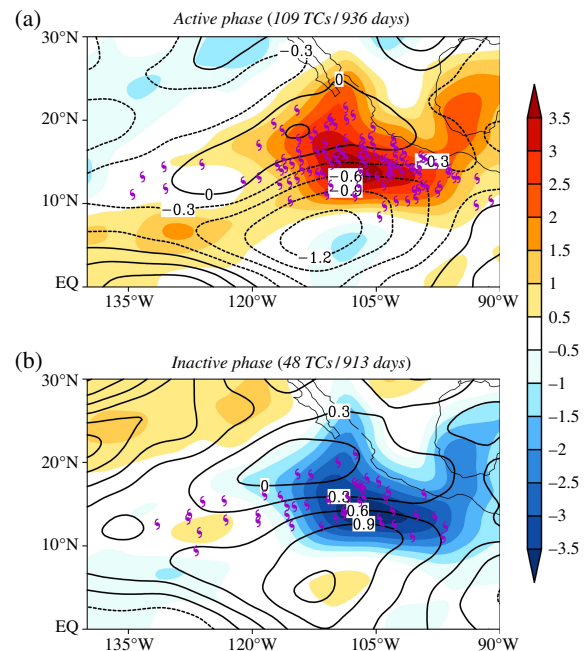 (a)
Active phase (109 TCs / 936 days)
30°N
20°N
10°N
EQ
135°W
120°W
105°W
90°W
−0.3
0
−0.3
−0.6
−0.9
0
−0.3
−1.2
(b)
Inactive phase (48 TCs / 913 days)
30°N
20°N
10°N
EQ
135°W
120°W
105°W
90°W
0.3
0
0.3
0.6
0.9
3.5
3
2.5
2
1.5
1
0.5
−0.5
−1
−1.5
−2
−2.5
−3
−3.5